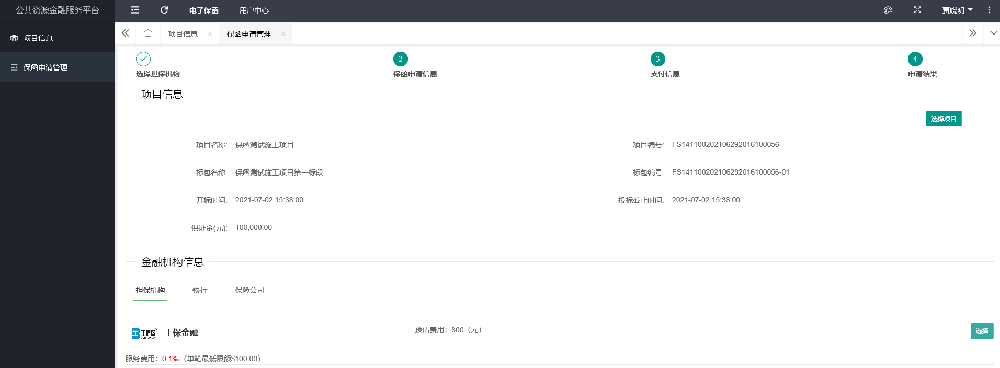 公共资源金融服务平台
电子保函
用户中心
贾晓明
项目信息
保函申请管理
项目信息
保函申请管理
2
3
4
选择担保机构
保函申请信息
支付信息
申请结果
项目信息
选择项目
项目名称: 保函测试施工项目
项目编号: FS141100202106292016100056
标包名称: 保函测试施工项目第一标段
标包编号: FS141100202106292016100056-01
开标时间: 2021-07-02 15:38:00
投标截止时间: 2021-07-02 15:38:00
保证金(元): 100,000.00
金融机构信息
担保机构
银行
保险公司
工保网
工保金融
预估费用：800（元）
选择
服务费用：0.1‰（单笔最低限额$100.00）